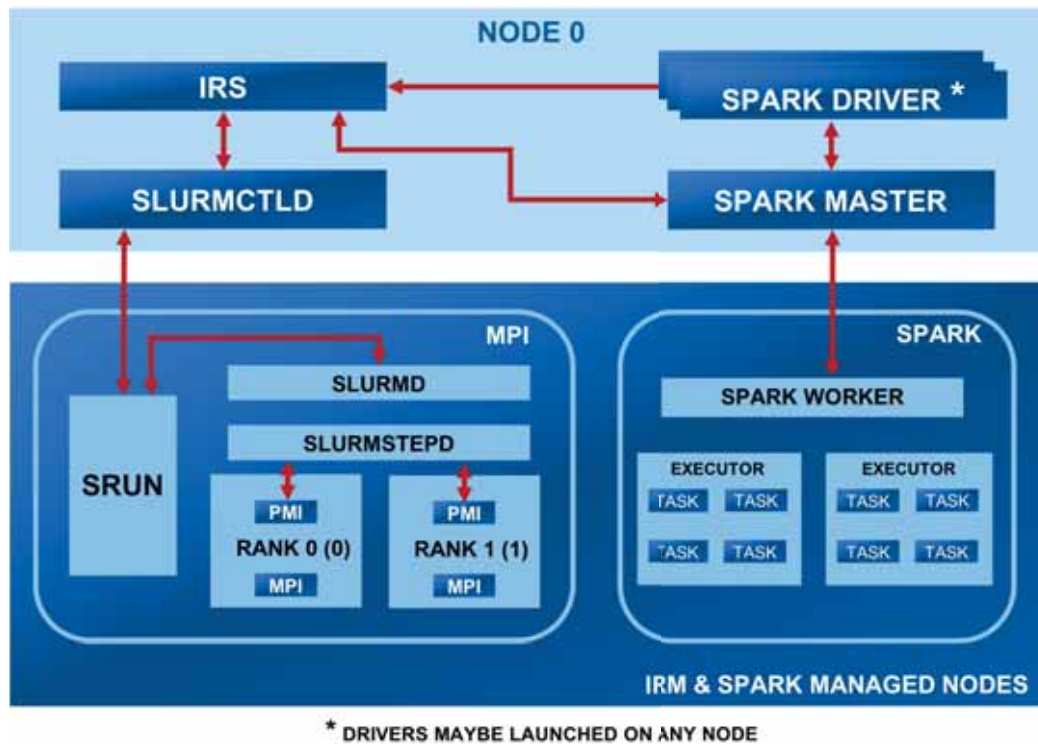 NODE 0
IRS
SPARK DRIVER *
SLURMCTLD
SPARK MASTER
MPI
SLURMD
SLURMSTEPD
SRUN
PMI
RANK 0 (0)
MPI
PMI
RANK 1 (1)
MPI
SPARK
SPARK WORKER
EXECUTOR
TASK TASK
TASK TASK
EXECUTOR
TASK TASK
TASK TASK
IRM & SPARK MANAGED NODES
* DRIVERS MAYBE LAUNCHED ON ANY NODE